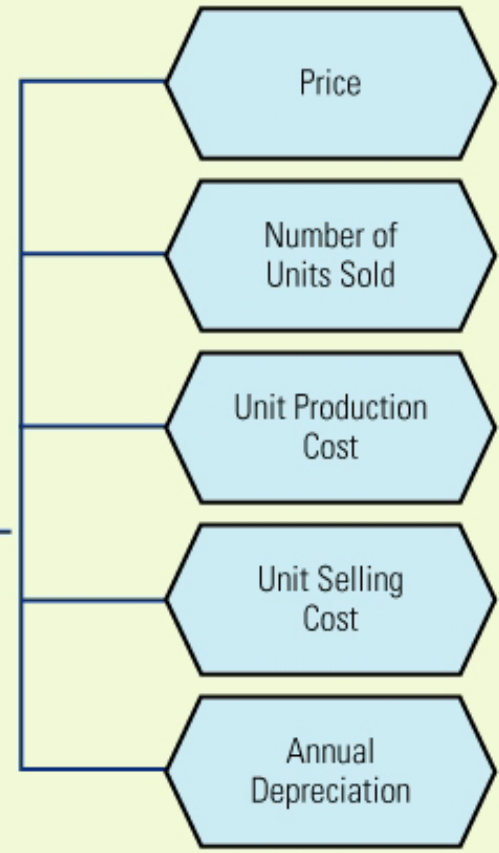 Price
Number of
Units Sold
Unit Production
Cost
Unit Selling
Cost
Annual
Depreciation